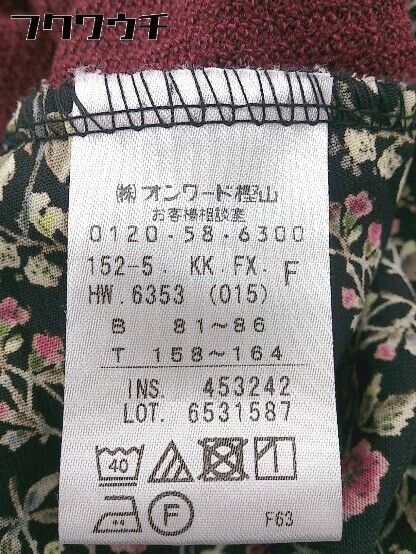 フクワウチ
㈱オンワード樫山
お客様相談室
0120・58・6300
152-5. KK. FX. F
HW. 6353 (015)
B 81〜86
T 158〜164
INS. 453242
LOT. 6531587
40
F
F63